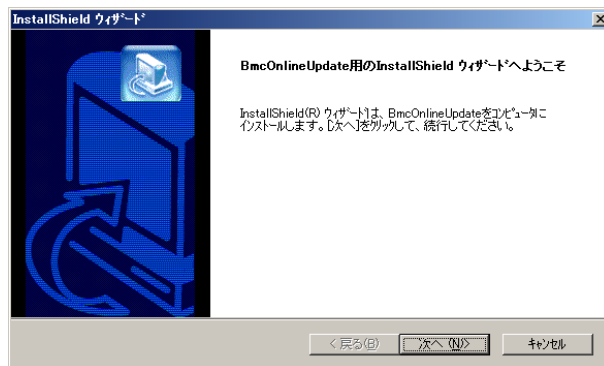 InstallShield ウィザード
BmcOnlineUpdate用のInstallShield ウィザードへようこそ
InstallShield(R) ウィザードは、BmcOnlineUpdateをコンピュータに
インストールします。[次へ]をクリックして、続行してください。
< 戻る(B) 次へ (N)> キャンセル